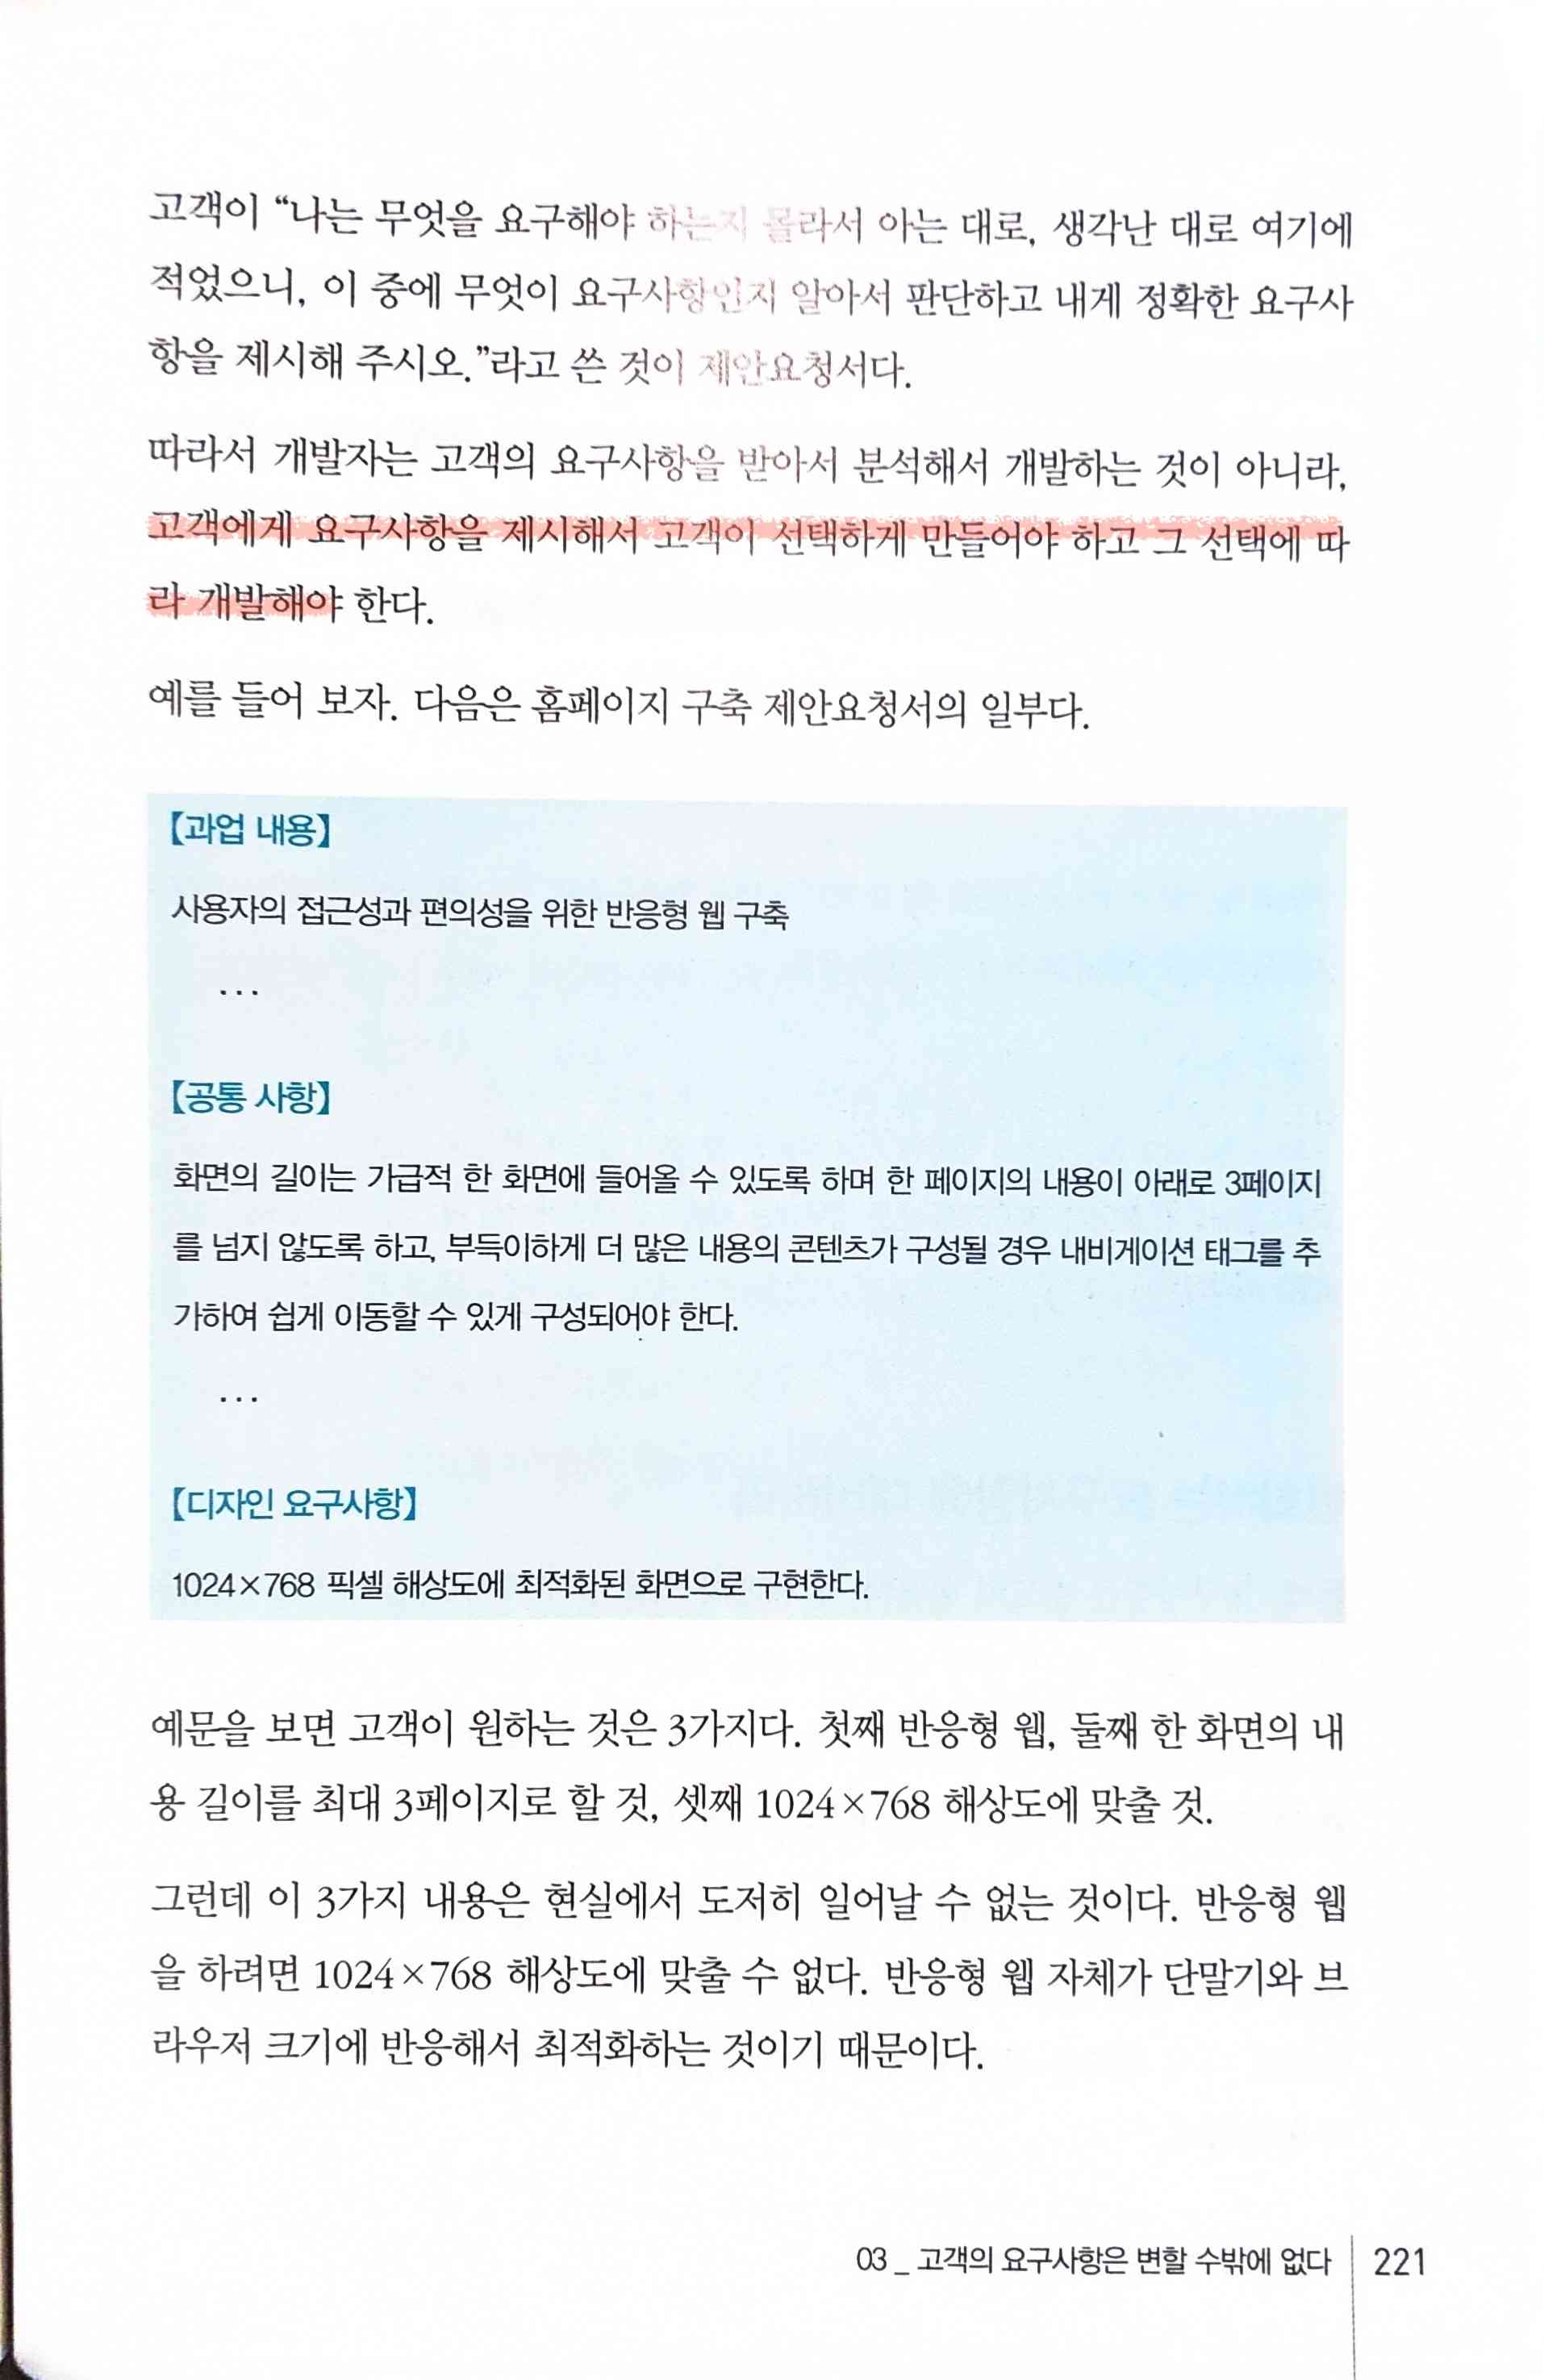 고객이 “나는 무엇을 요구해야 하는지 몰라서 아는 대로, 생각난 대로 여기에
적었으니, 이 중에 무엇이 요구사항인지 알아서 판단하고 내게 정확한 요구사
항을 제시해 주시오.”라고 쓴 것이 제안요청서다.
따라서 개발자는 고객의 요구사항을 받아서 분석해서 개발하는 것이 아니라,
고객에게 요구사항을 제시해서 고객이 선택하게 만들어야 하고 그 선택에 따
라 개발해야 한다.
예를 들어 보자. 다음은 홈페이지 구축 제안요청서의 일부다.
【과업 내용】
사용자의 접근성과 편의성을 위한 반응형 웹 구축
...
【공통 사항】
화면의 길이는 가급적 한 화면에 들어올 수 있도록 하며 한 페이지의 내용이 아래로 3페이지
를 넘지 않도록 하고, 부득이하게 더 많은 내용의 콘텐츠가 구성될 경우 내비게이션 태그를 추
가하여 쉽게 이동할 수 있게 구성되어야 한다.
...
【디자인 요구사항】
1024×768 픽셀 해상도에 최적화된 화면으로 구현한다.
예문을 보면 고객이 원하는 것은 3가지다. 첫째 반응형 웹, 둘째 한 화면의 내
용 길이를 최대 3페이지로 할 것, 셋째 1024×768 해상도에 맞출 것.
그런데 이 3가지 내용은 현실에서 도저히 일어날 수 없는 것이다. 반응형 웹
을 하려면 1024×768 해상도에 맞출 수 없다. 반응형 웹 자체가 단말기와 브
라우저 크기에 반응해서 최적화하는 것이기 때문이다.
03 _ 고객의 요구사항은 변할 수밖에 없다 221